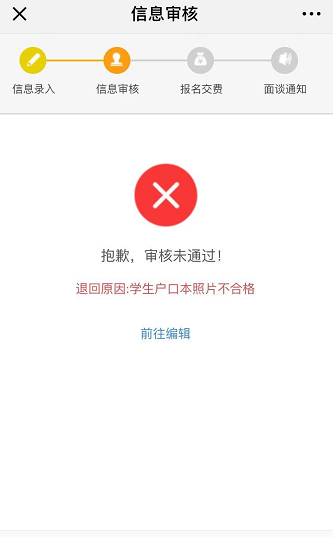 信息审核
信息录入 信息审核 报名交费 面谈通知
抱歉，审核未通过！
退回原因:学生户口本照片不合格
前往编辑